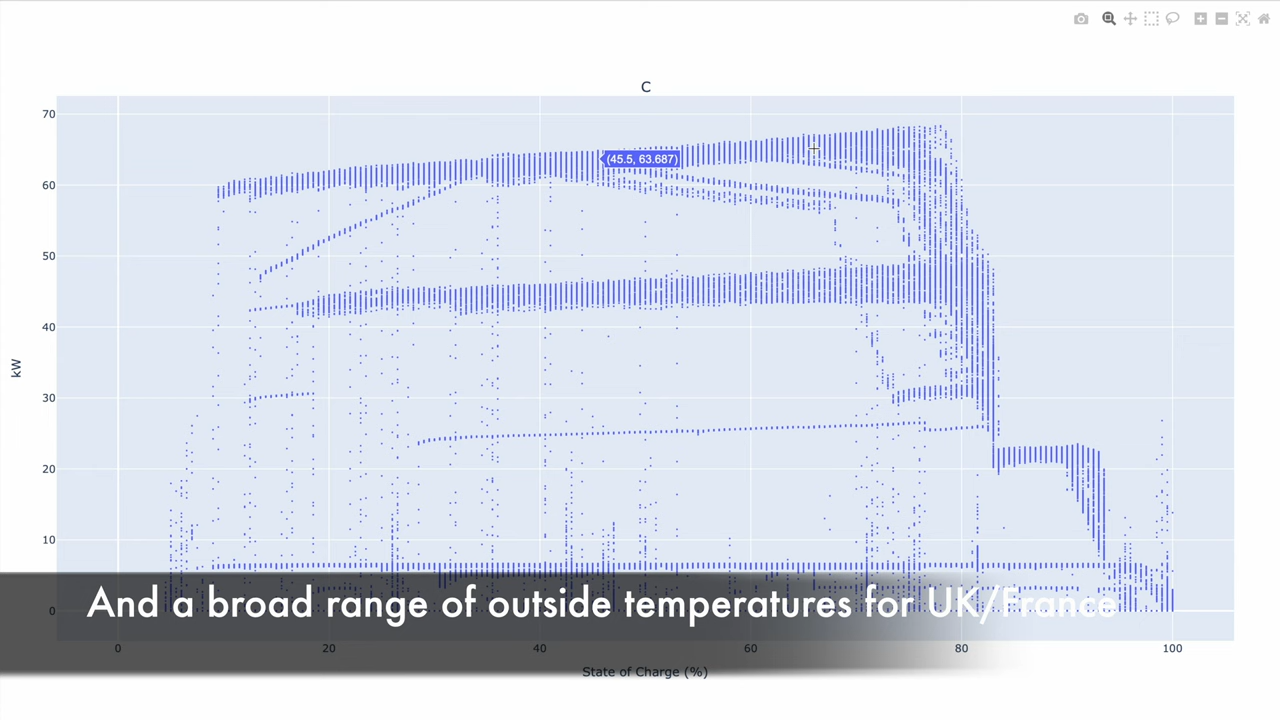 C
70
(45.5, 63.687)
60
50
40
kW
30
20
10
And a broad range of outside temperatures for UK/France
0
0 20 40 60 80 100
State of Charge (%)